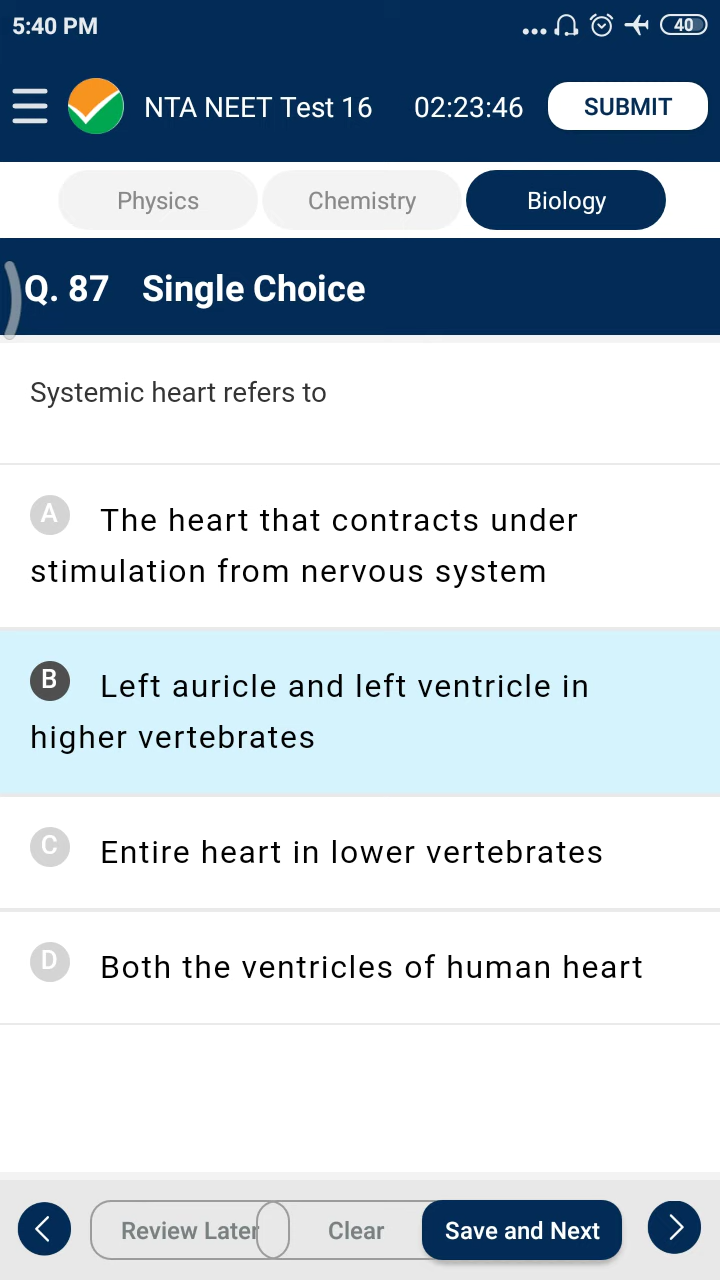 5:40 PM
40
NTA NEET Test 16 02:23:46 SUBMIT
Physics Chemistry Biology
Q. 87 Single Choice
Systemic heart refers to
A The heart that contracts under
stimulation from nervous system
B Left auricle and left ventricle in
higher vertebrates
C Entire heart in lower vertebrates
D Both the ventricles of human heart
Review Later Clear Save and Next